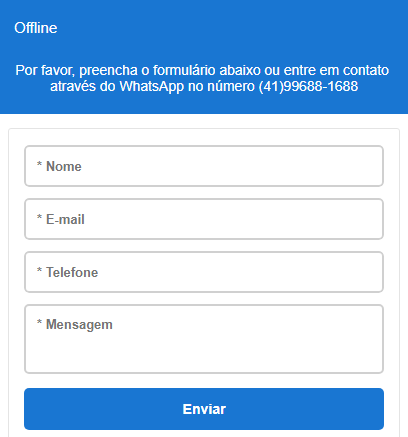 Offline
Por favor, preencha o formulário abaixo ou entre em contato
através do WhatsApp no número (41)99688-1688
* Nome
* E-mail
* Telefone
* Mensagem
Enviar